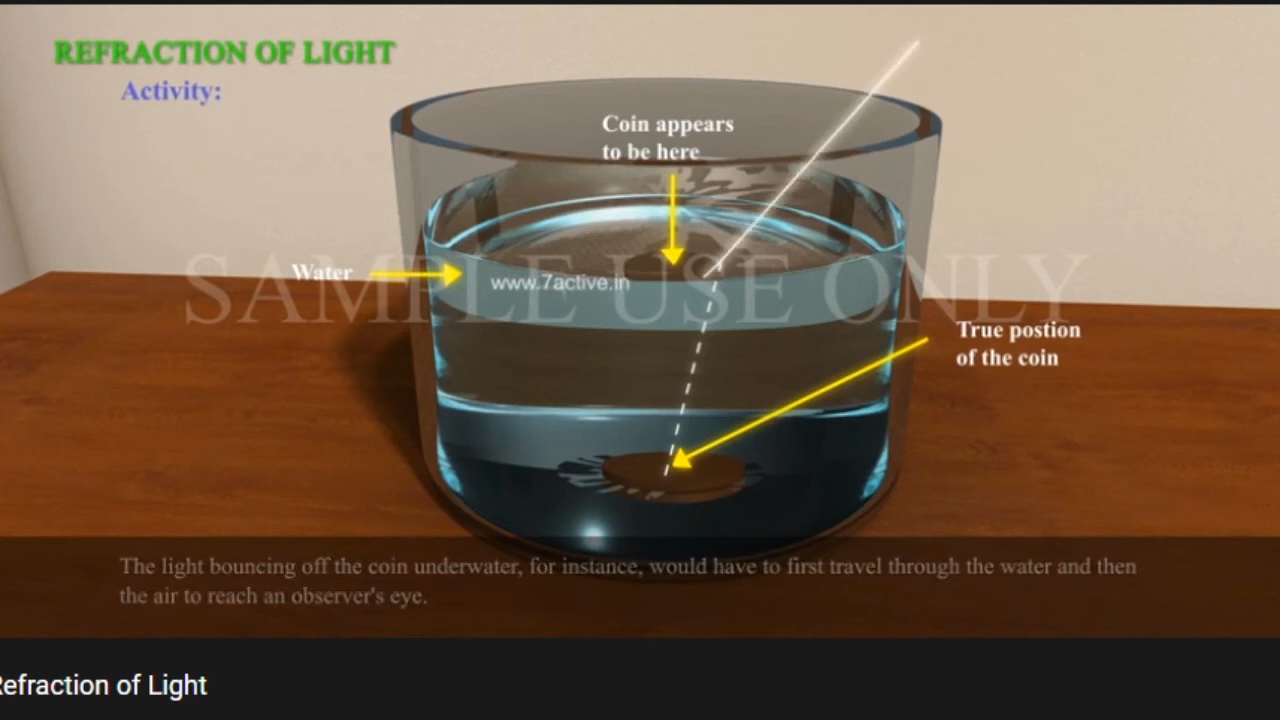 REFRACTION OF LIGHT
Activity:
Coin appears
to be here
Water
www.7active.in
SAMPLE USE ONLY
True postion
of the coin
The light bouncing off the coin underwater, for instance, would have to first travel through the water and then
the air to reach an observer's eye.
Refraction of Light